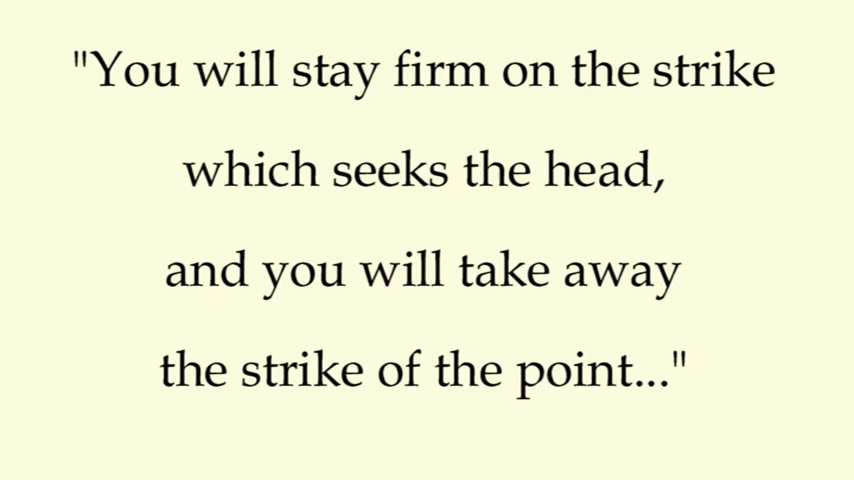 "You will stay firm on the strike
which seeks the head,
and you will take away
the strike of the point..."